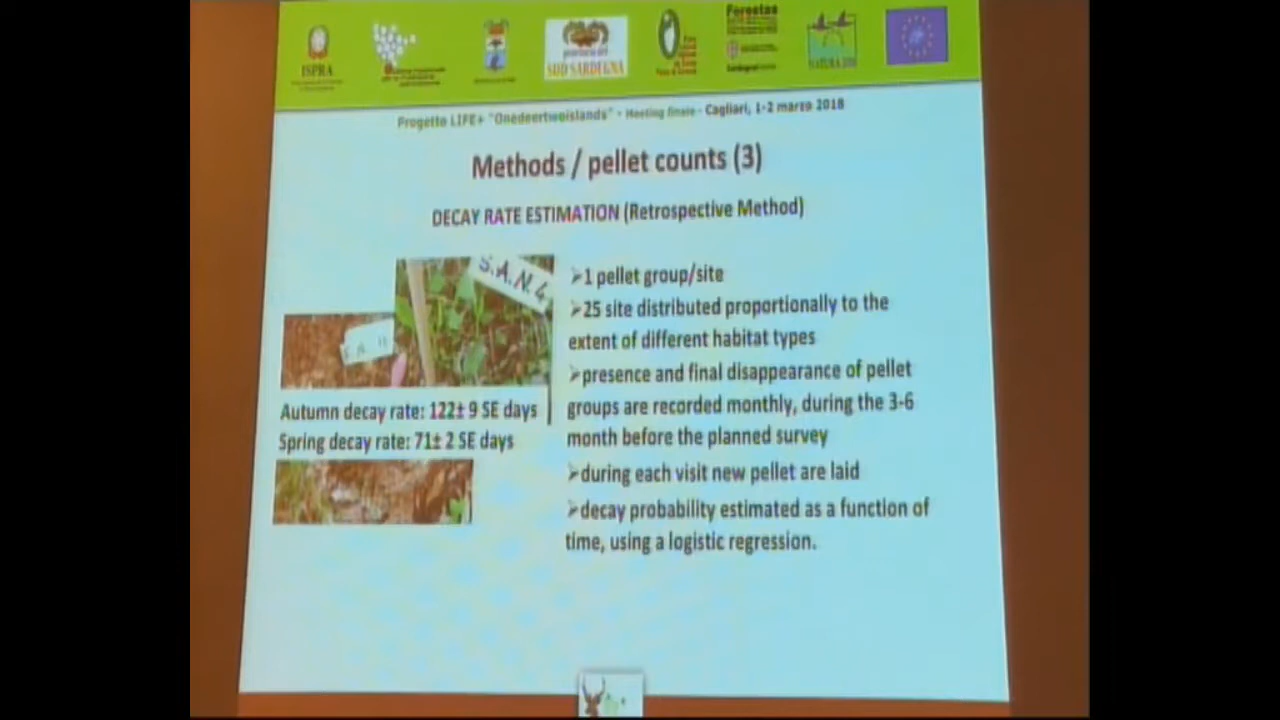 ISPRA
SUD SARDEGNA
Forestas
NATURA 2000
Progetto LIFE+ "Onedeertwoislands" - Meeting finale - Cagliari, 1-2 marzo 2018
Methods / pellet counts (3)
DECAY RATE ESTIMATION (Retrospective Method)
S.A.N.4
➢1 pellet group/site
➢25 site distributed proportionally to the
extent of different habitat types
➢presence and final disappearance of pellet
groups are recorded monthly, during the 3-6
month before the planned survey
➢during each visit new pellet are laid
➢decay probability estimated as a function of
time, using a logistic regression.
Autumn decay rate: 122± 9 SE days
Spring decay rate: 71± 2 SE days